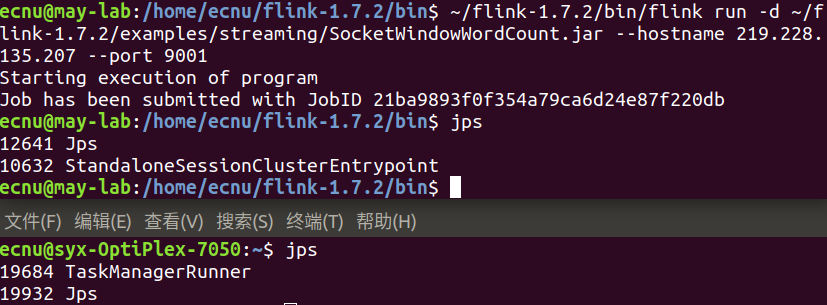 ecnu@may-lab:/home/ecnu/flink-1.7.2/bin$ ~/flink-1.7.2/bin/flink run -d ~/f
link-1.7.2/examples/streaming/SocketWindowWordCount.jar --hostname 219.228.
135.207 --port 9001
Starting execution of program
Job has been submitted with JobID 21ba9893f0f354a79ca6d24e87f220db
ecnu@may-lab:/home/ecnu/flink-1.7.2/bin$ jps
12641 Jps
10632 StandaloneSessionClusterEntrypoint
ecnu@may-lab:/home/ecnu/flink-1.7.2/bin$
文件(F) 编辑(E) 查看(V) 搜索(S) 终端(T) 帮助(H)
ecnu@syx-OptiPlex-7050:~$ jps
19684 TaskManagerRunner
19932 Jps